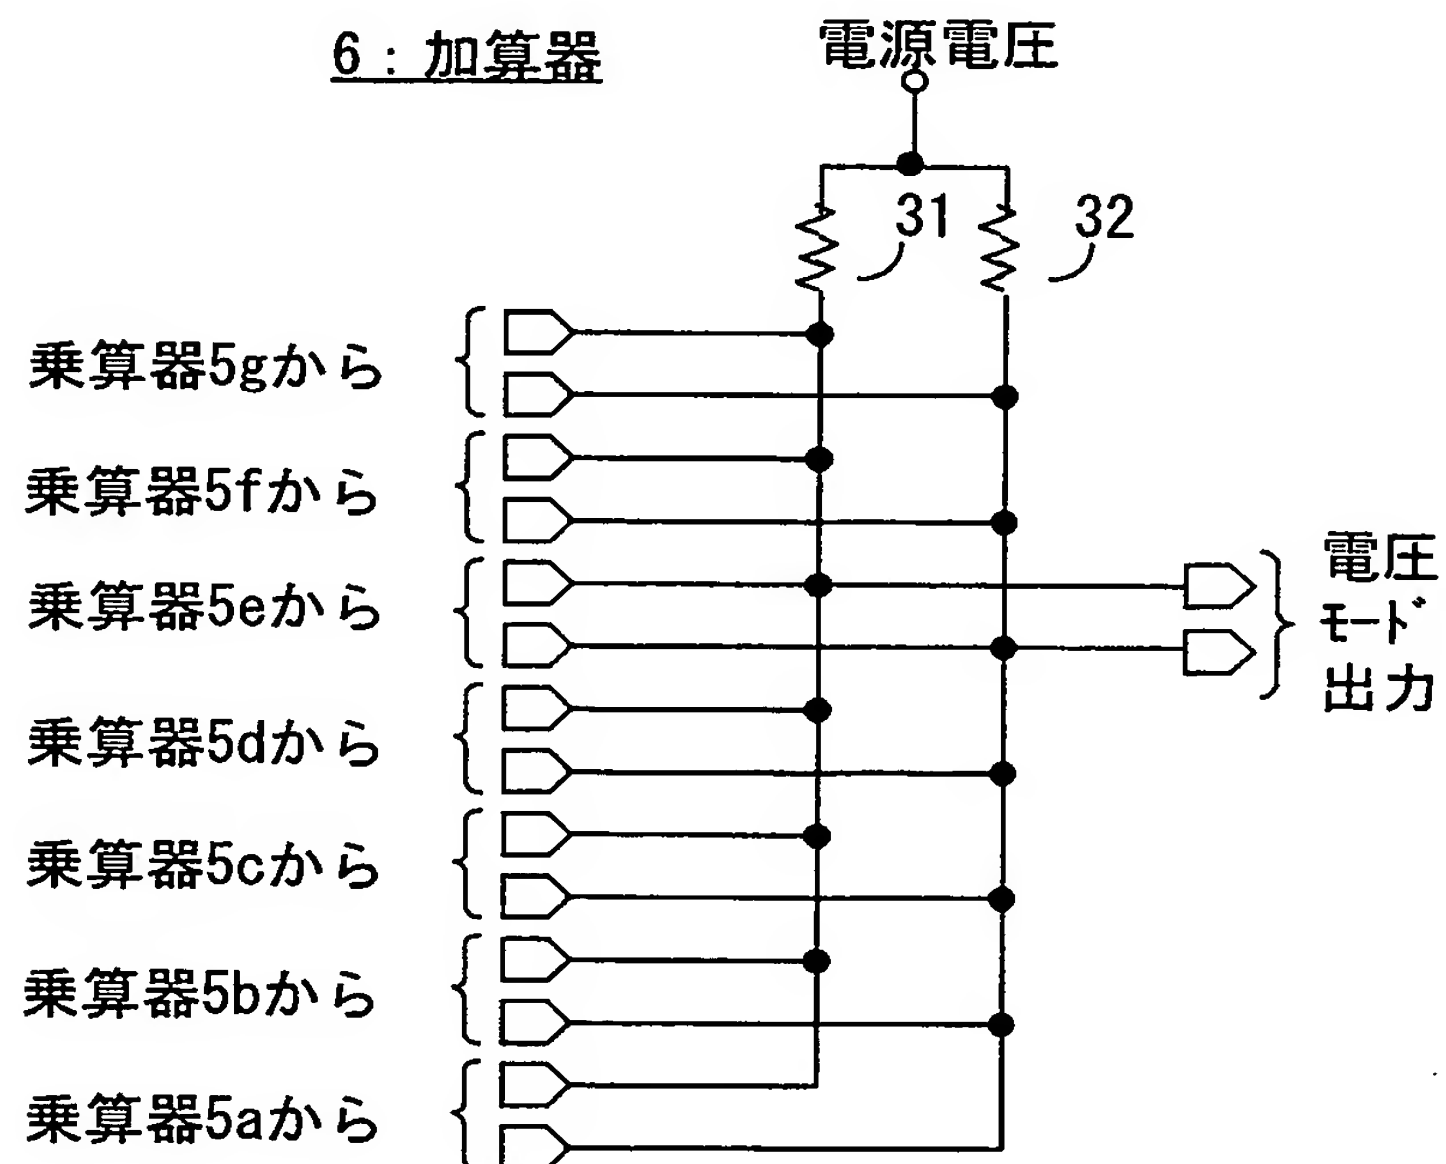 6：加算器
電源電圧
31
32
乗算器5gから
乗算器5fから
乗算器5eから
乗算器5dから
乗算器5cから
乗算器5bから
乗算器5aから
電圧
ﾓｰﾄﾞ
出力